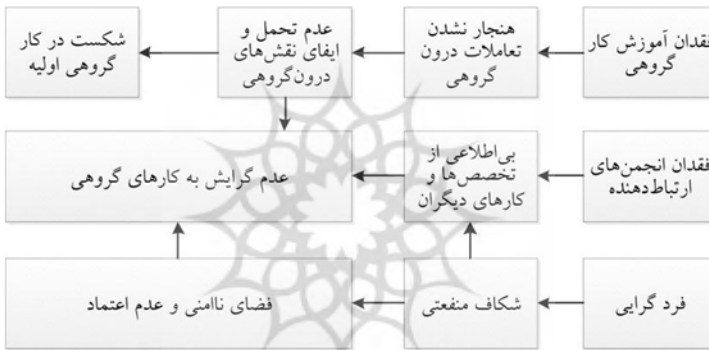 فقدان آموزش کار
گروهی
هنجار نشدن
تعاملات درون
گروهی
عدم تحمل و
ایفای نقش‌های
درون‌گروهی
شکست در کار
گروهی اولیه
فقدان انجمن‌های
ارتباط‌دهنده
بی‌اطلاعی از
تخصص‌ها و
کارهای دیگران
عدم گرایش به کارهای گروهی
فرد گرایی
شکاف منفعتی
فضای ناامنی و عدم اعتماد